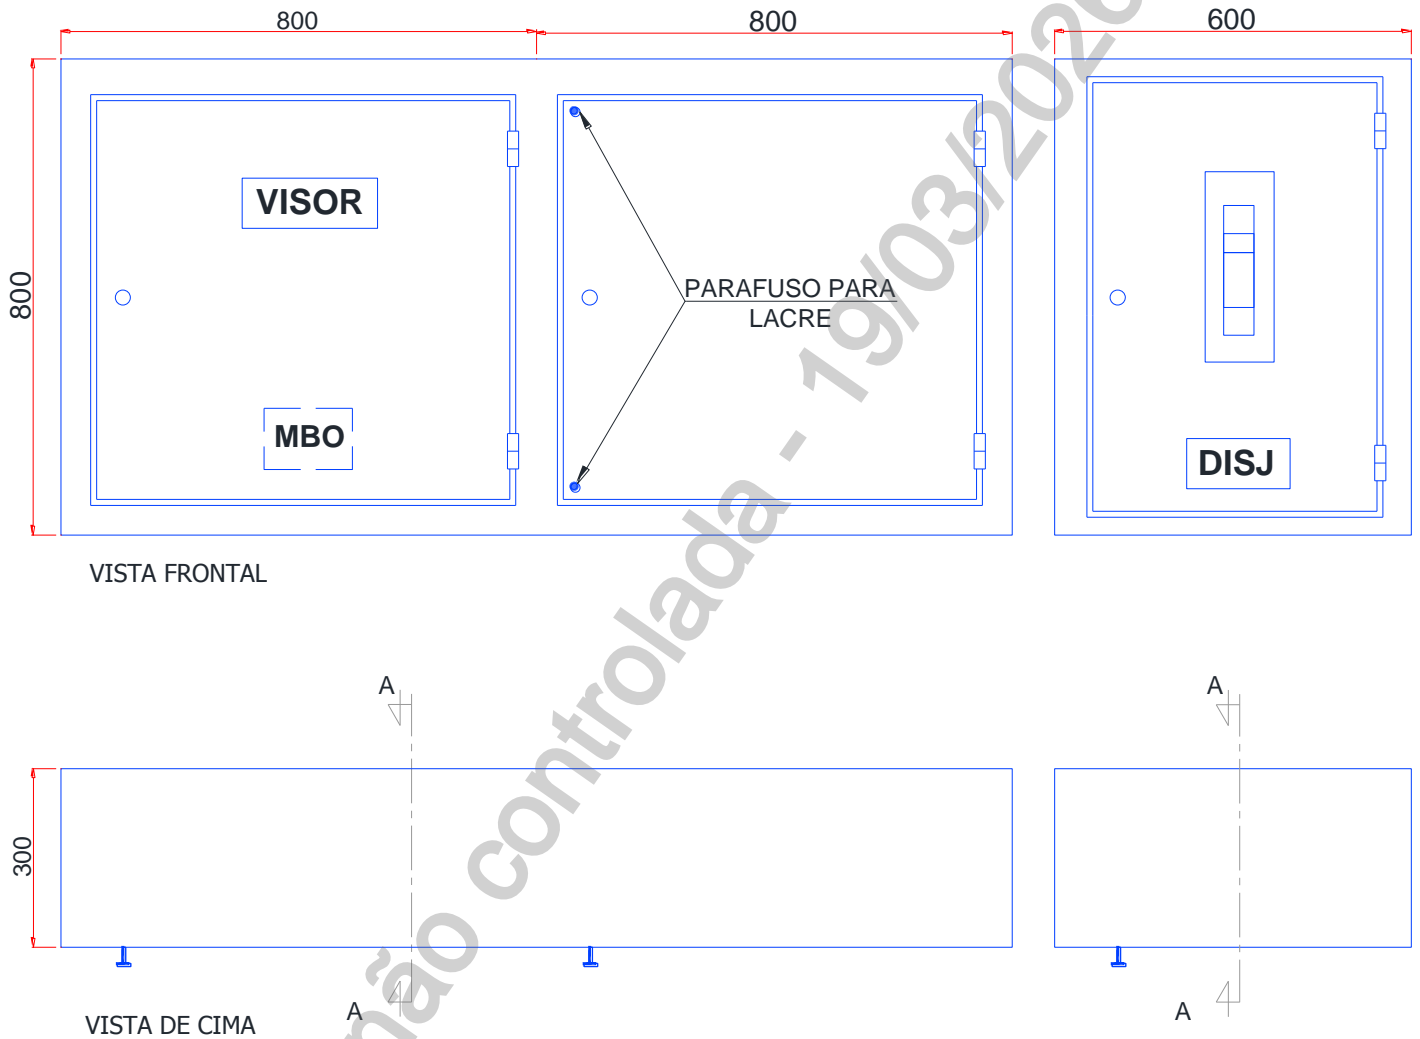 800
800
600
800
VISOR
PARAFUSO PARA
LACRE
MBO
DISJ
VISTA FRONTAL
A
A
300
A
A
VISTA DE CIMA
não controlada - 19/03/202